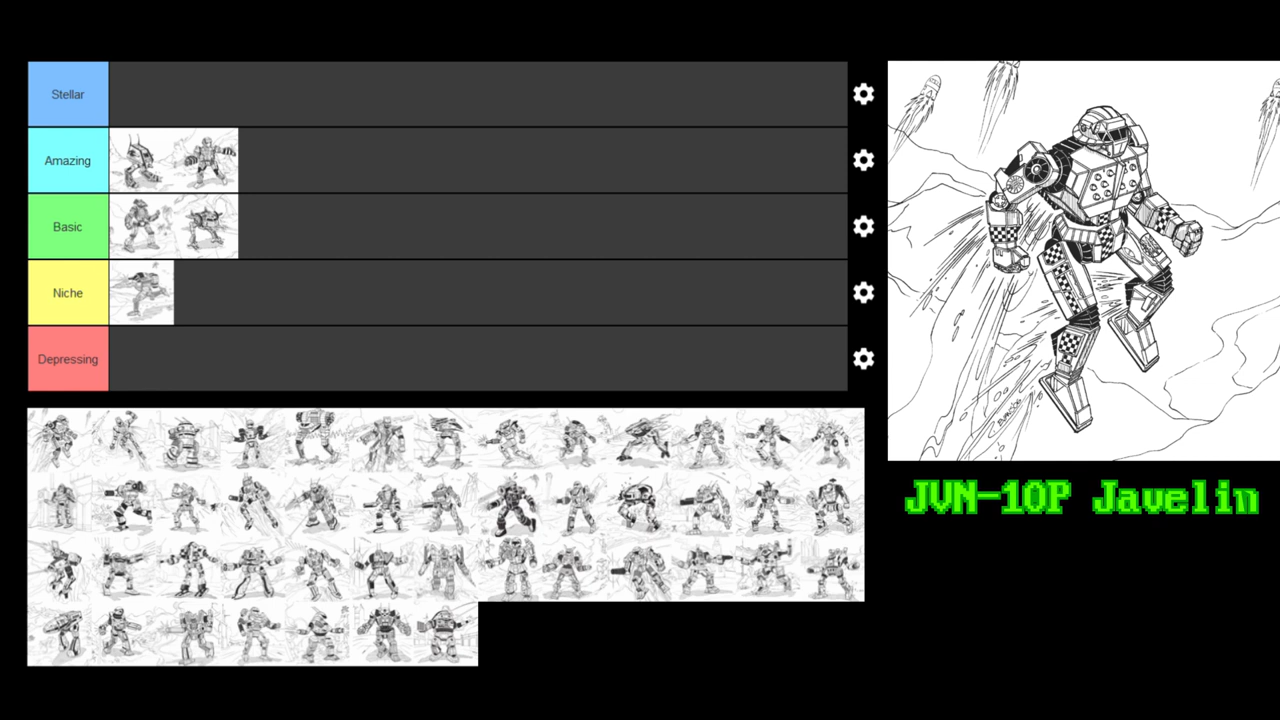 Stellar
Amazing
Basic
Niche
Depressing
JVN-10P Javelin